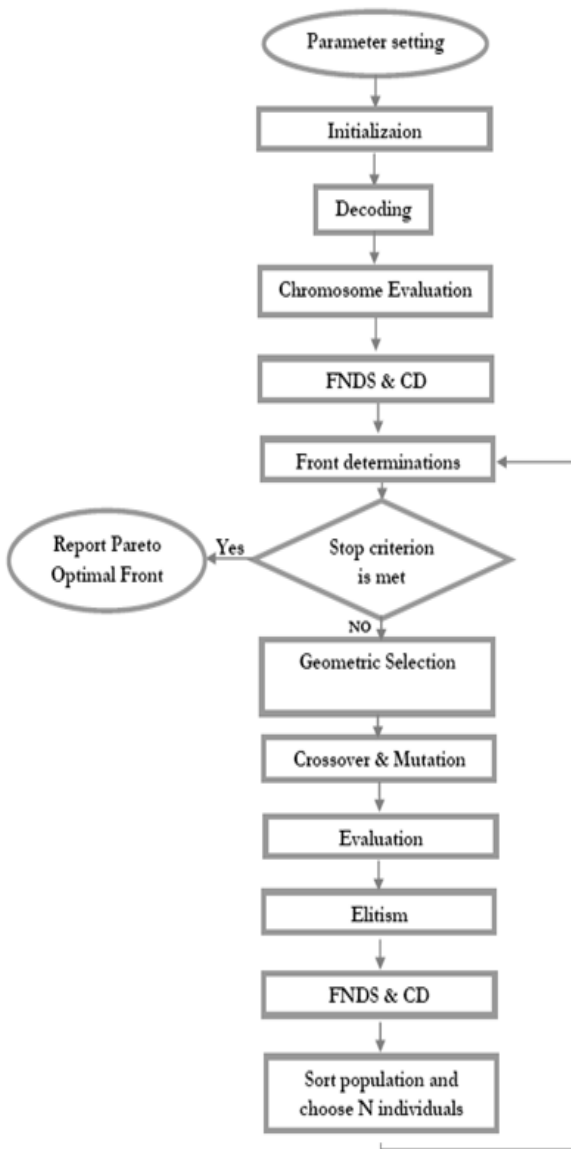 Parameter setting
Initializaion
Decoding
Chromosome Evaluation
FNDS & CD
Front determinations
Report Pareto
Optimal Front
Yes
Stop criterion
is met
NO
Geometric Selection
Crossover & Mutation
Evaluation
Elitism
FNDS & CD
Sort population and
choose N individuals